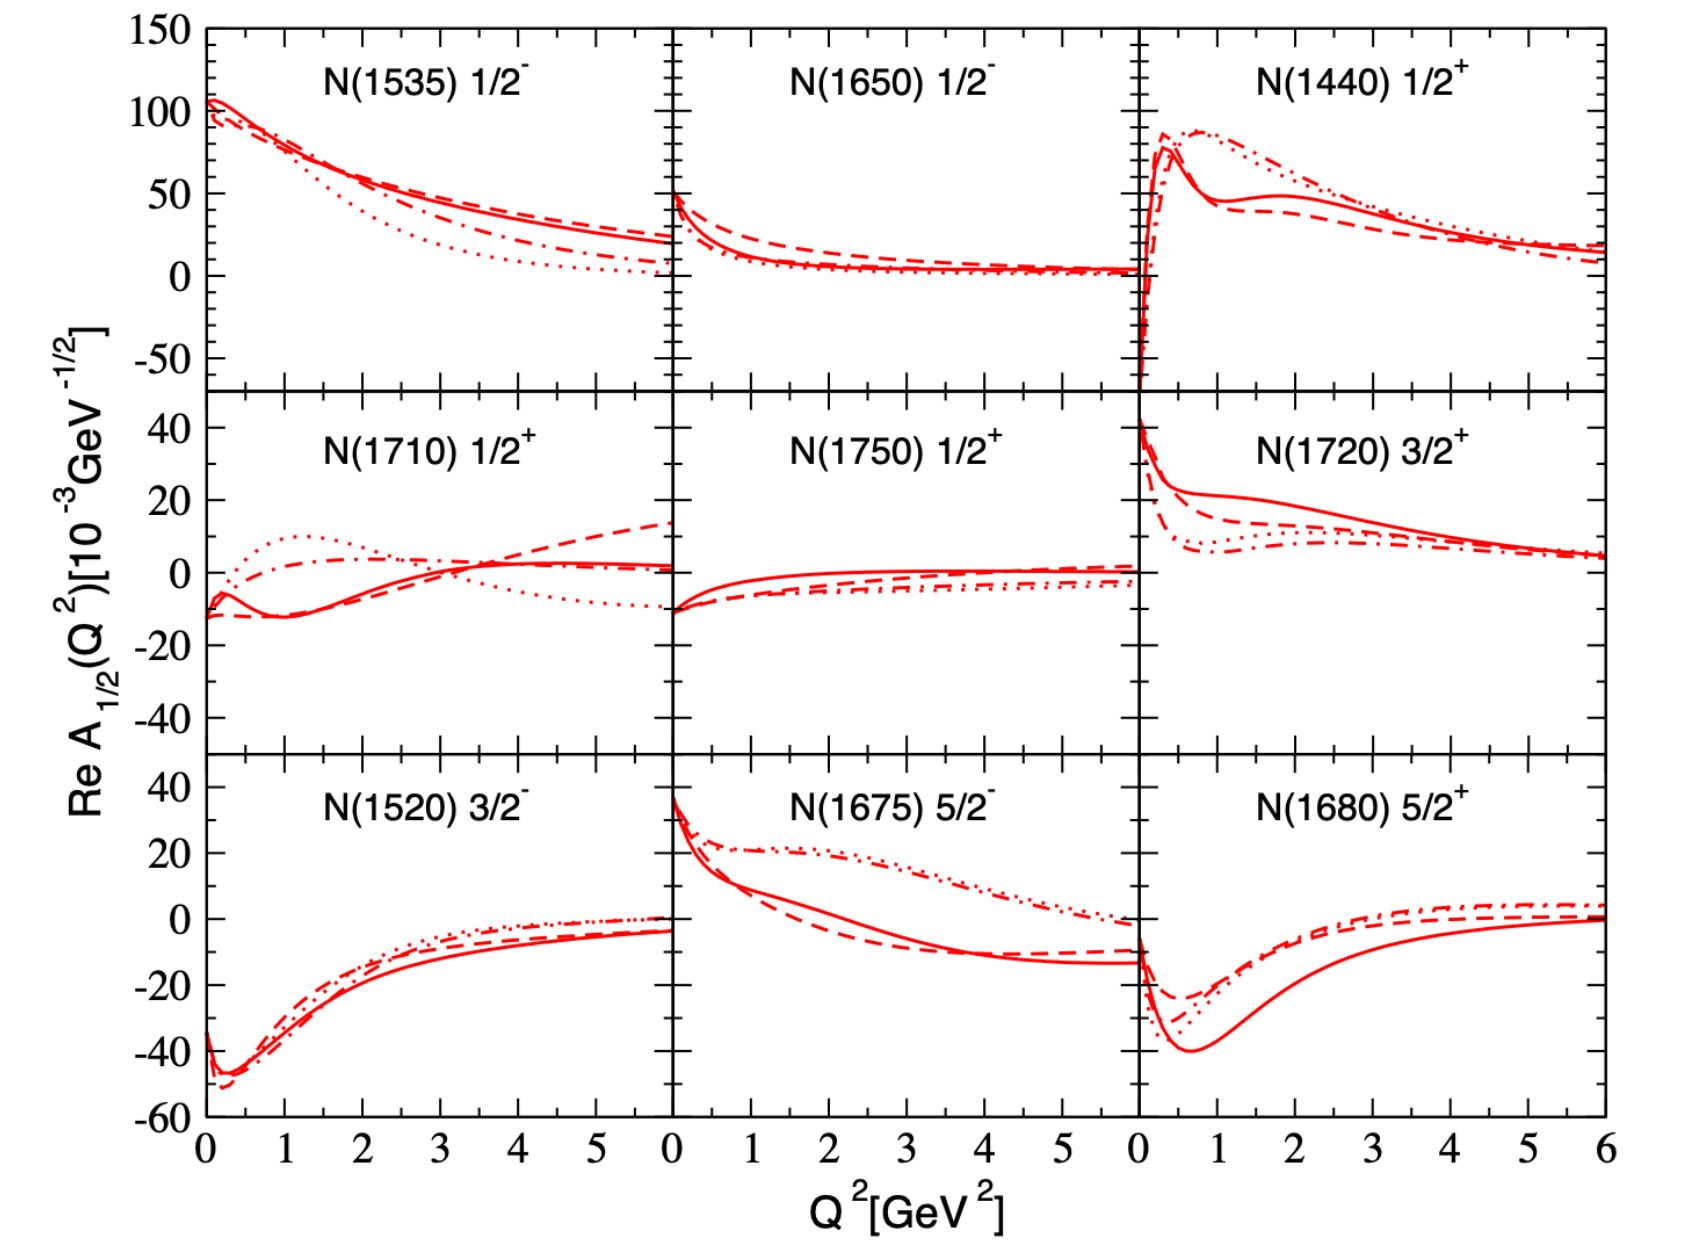 150
100
50
0
-50
N(1535) 1/2⁻
N(1650) 1/2⁻
N(1440) 1/2⁺
40
20
0
-20
-40
N(1710) 1/2⁺
N(1750) 1/2⁺
N(1720) 3/2⁺
40
20
0
-20
-40
-60
N(1520) 3/2⁻
N(1675) 5/2⁻
N(1680) 5/2⁺
Re A₁/₂(Q²)[10⁻³GeV⁻¹/²]
0 1 2 3 4 5 0 1 2 3 4 5 0 1 2 3 4 5 6
Q²[GeV²]